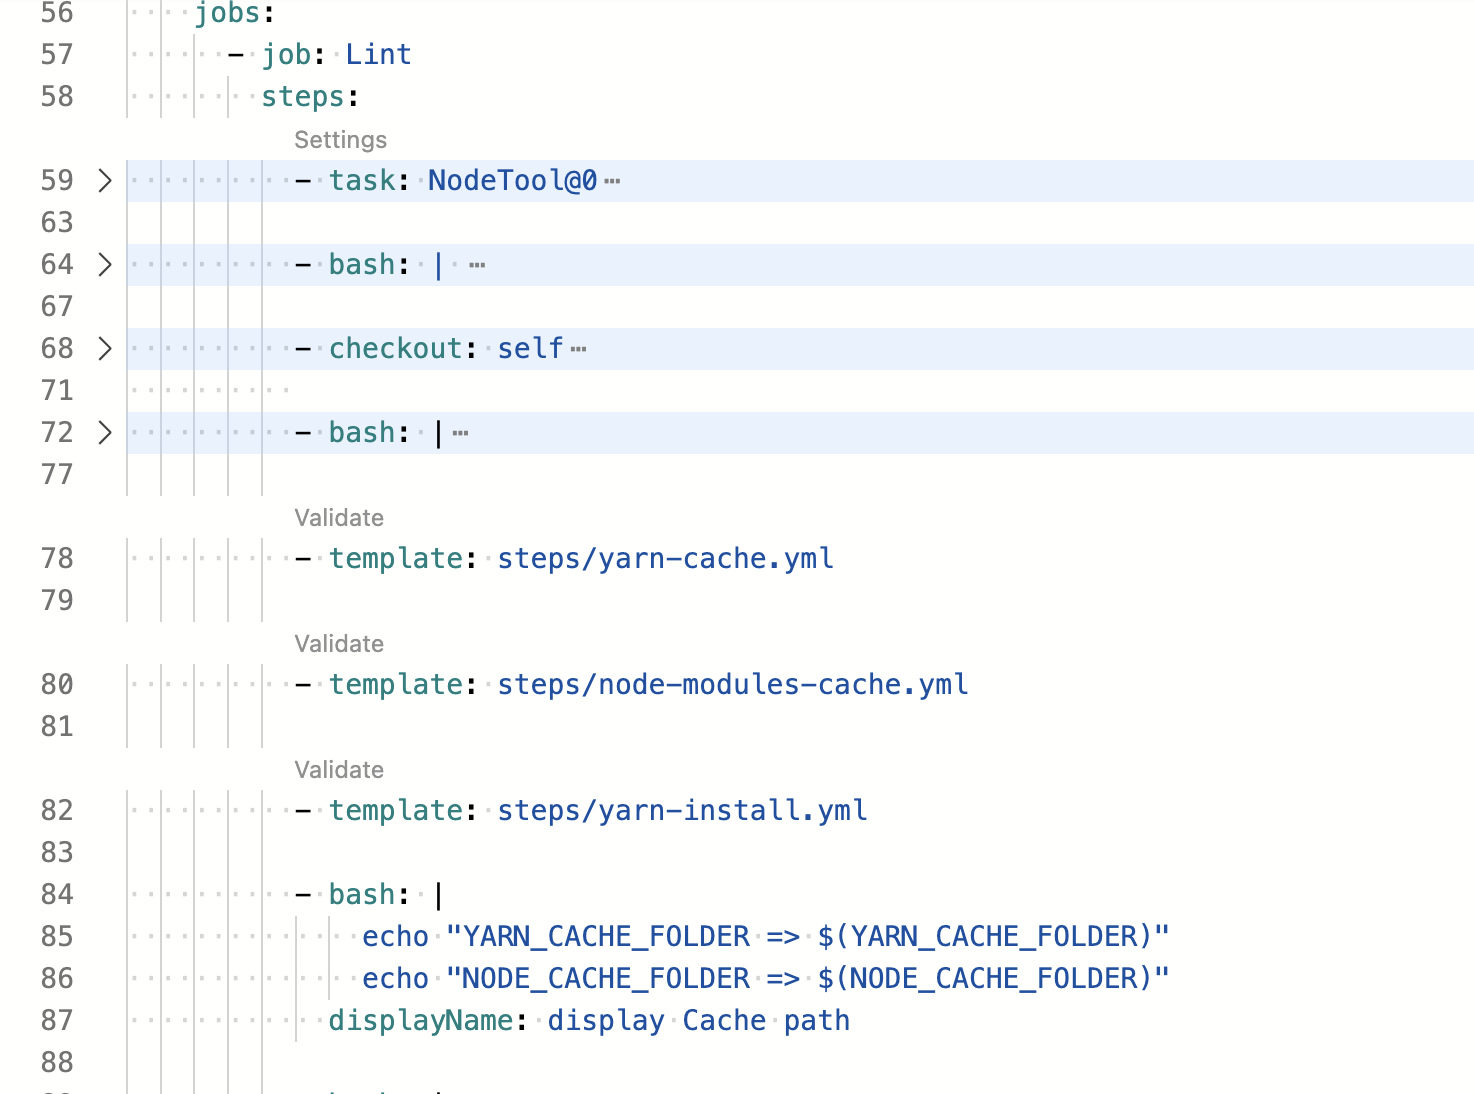 56 jobs:
57 - job: Lint
58 steps:
Settings
59 - task: NodeTool@0 …
63
64 - bash: | …
67
68 - checkout: self …
71
72 - bash: | …
77
Validate
78 - template: steps/yarn-cache.yml
79
Validate
80 - template: steps/node-modules-cache.yml
81
Validate
82 - template: steps/yarn-install.yml
83
84 - bash: |
85 echo "YARN_CACHE_FOLDER => $(YARN_CACHE_FOLDER)"
86 echo "NODE_CACHE_FOLDER => $(NODE_CACHE_FOLDER)"
87 displayName: display Cache path
88